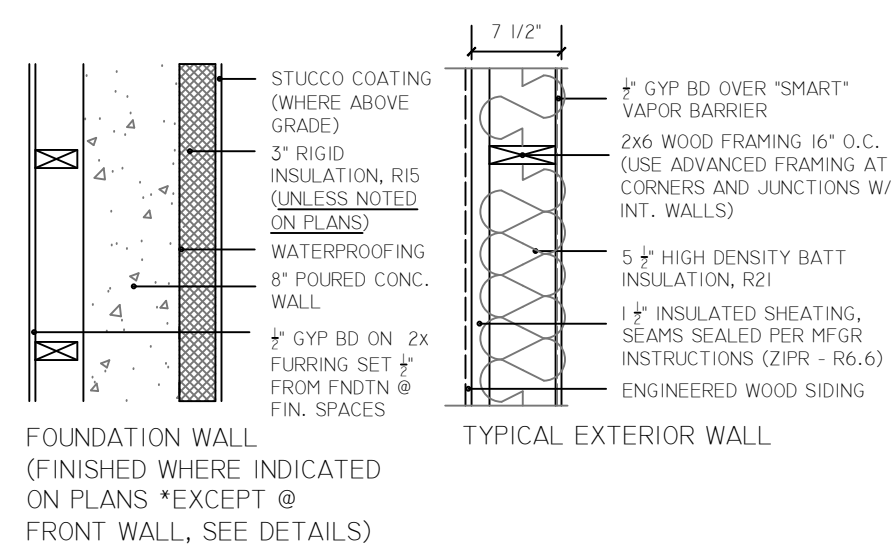 STUCCO COATING
(WHERE ABOVE
GRADE)
3" RIGID
INSULATION, R15
(UNLESS NOTED
ON PLANS)
WATERPROOFING
8" POURED CONC.
WALL
½" GYP BD ON 2x
FURRING SET ½"
FROM FNDTN @
FIN. SPACES
FOUNDATION WALL
(FINISHED WHERE INDICATED
ON PLANS *EXCEPT @
FRONT WALL, SEE DETAILS)
7 1/2"
½" GYP BD OVER "SMART"
VAPOR BARRIER
2x6 WOOD FRAMING 16" O.C.
(USE ADVANCED FRAMING AT
CORNERS AND JUNCTIONS W/
INT. WALLS)
5 ½" HIGH DENSITY BATT
INSULATION, R21
1 ½" INSULATED SHEATING,
SEAMS SEALED PER MFGR
INSTRUCTIONS (ZIPR - R6.6)
ENGINEERED WOOD SIDING
TYPICAL EXTERIOR WALL